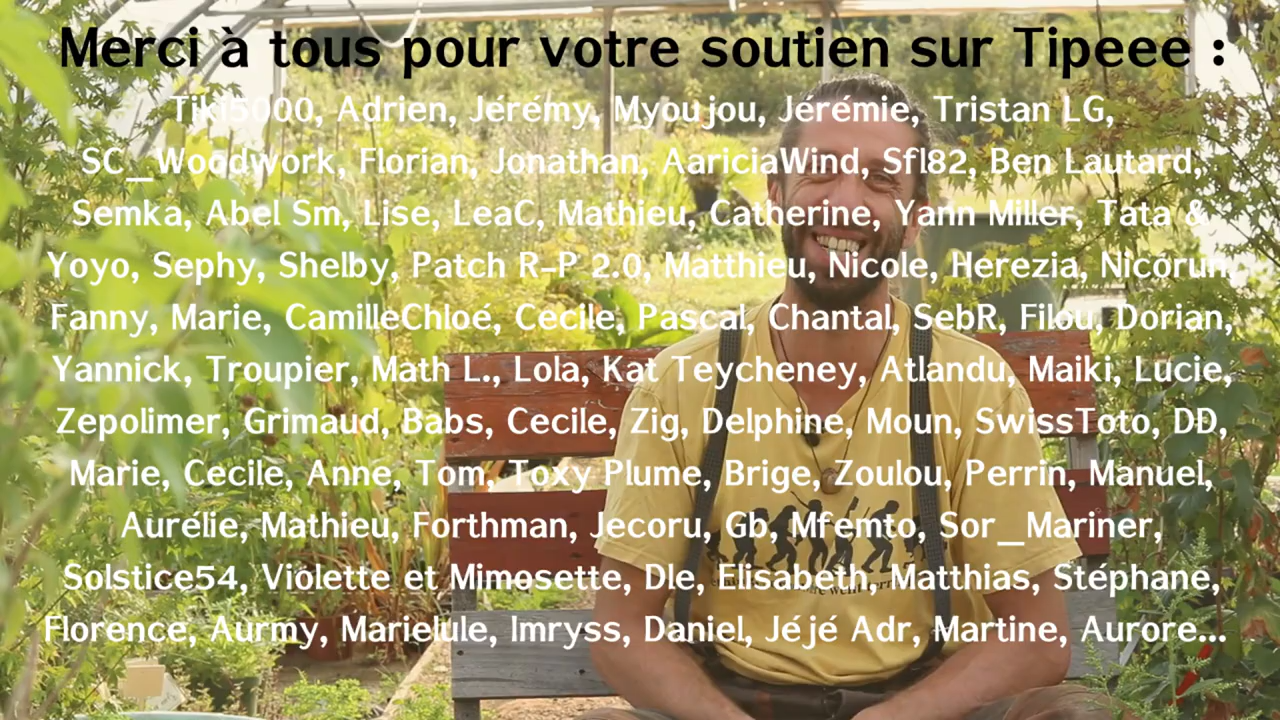 Merci à tous pour votre soutien sur Tipeee :
Tiki5000, Adrien, Jérémy, Myoujou, Jérémie, Tristan LG,
SC_Woodwork, Florian, Jonathan, AariciaWind, Sfl82, Ben Lautard,
Semka, Abel Sm, Lise, LeaC, Mathieu, Catherine, Yann Miller, Tata &
Yoyo, Sephy, Shelby, Patch R-P 2.0, Matthieu, Nicole, Herezia, Nicorun,
Fanny, Marie, CamilleChloé, Cecile, Pascal, Chantal, SebR, Filou, Dorian,
Yannick, Troupier, Math L., Lola, Kat Teycheney, Atlandu, Maiki, Lucie,
Zepolimer, Grimaud, Babs, Cecile, Zig, Delphine, Moun, SwissToto, DĐ,
Marie, Cecile, Anne, Tom, Toxy Plume, Brige, Zoulou, Perrin, Manuel,
Aurélie, Mathieu, Forthman, Jecoru, Gb, Mfemto, Sor_Mariner,
Solstice54, Violette et Mimosette, Dle, Elisabeth, Matthias, Stéphane,
Florence, Aurmy, Marielule, Imryss, Daniel, Jéjé Adr, Martine, Aurore...